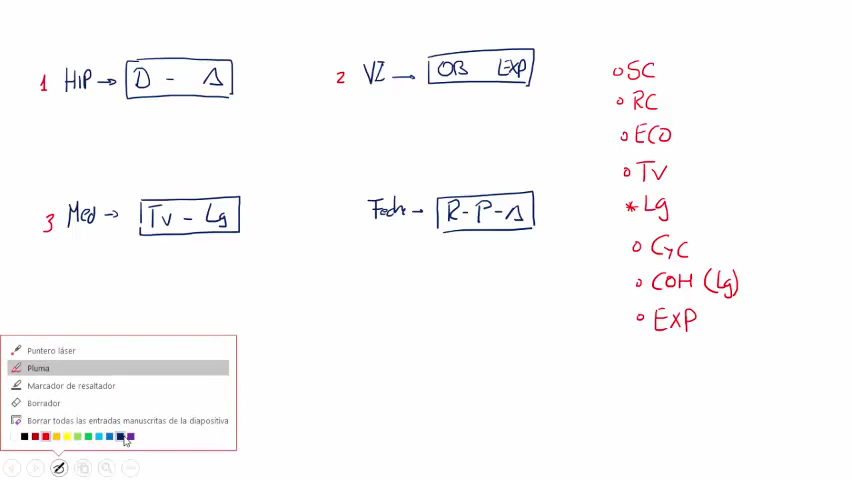 1 HIP → D - Δ
2 VZ → OB EXP
3 Med → Tv - Lg
→ R - P - Δ
o SC
o RC
o ECO
o Tv
* Lg
o CyC
o COH (Lg)
o EXP
Puntero láser
Pluma
Marcador de resaltador
Borrador
Borrar todas las entradas manuscritas de la diapositiva